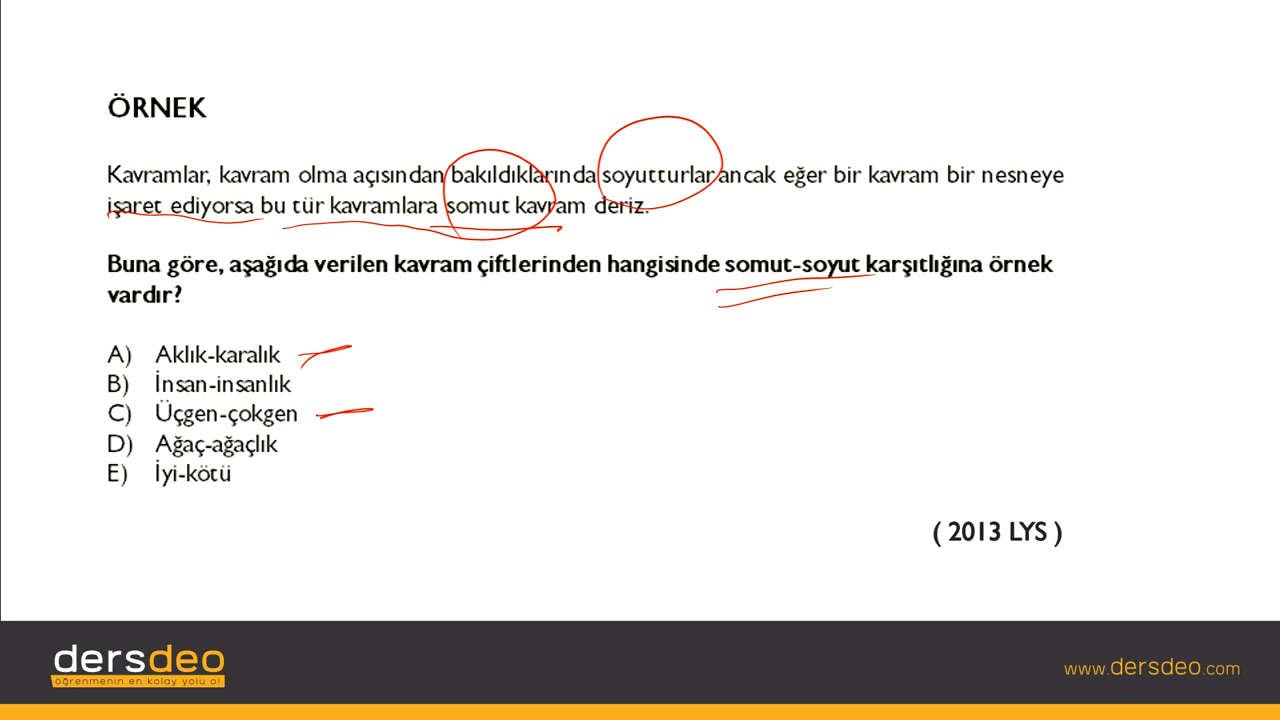 ÖRNEK
Kavramlar, kavram olma açısından bakıldıklarında soyutturlar ancak eğer bir kavram bir nesneye
işaret ediyorsa bu tür kavramlara somut kavram deriz.
Buna göre, aşağıda verilen kavram çiftlerinden hangisinde somut-soyut karşıtlığına örnek
vardır?
A) Aklık-karalık
B) İnsan-insanlık
C) Üçgen-çokgen
D) Ağaç-ağaçlık
E) İyi-kötü
( 2013 LYS )
dersdeo
öğrenmenin en kolay yolu o!
www.dersdeo.com